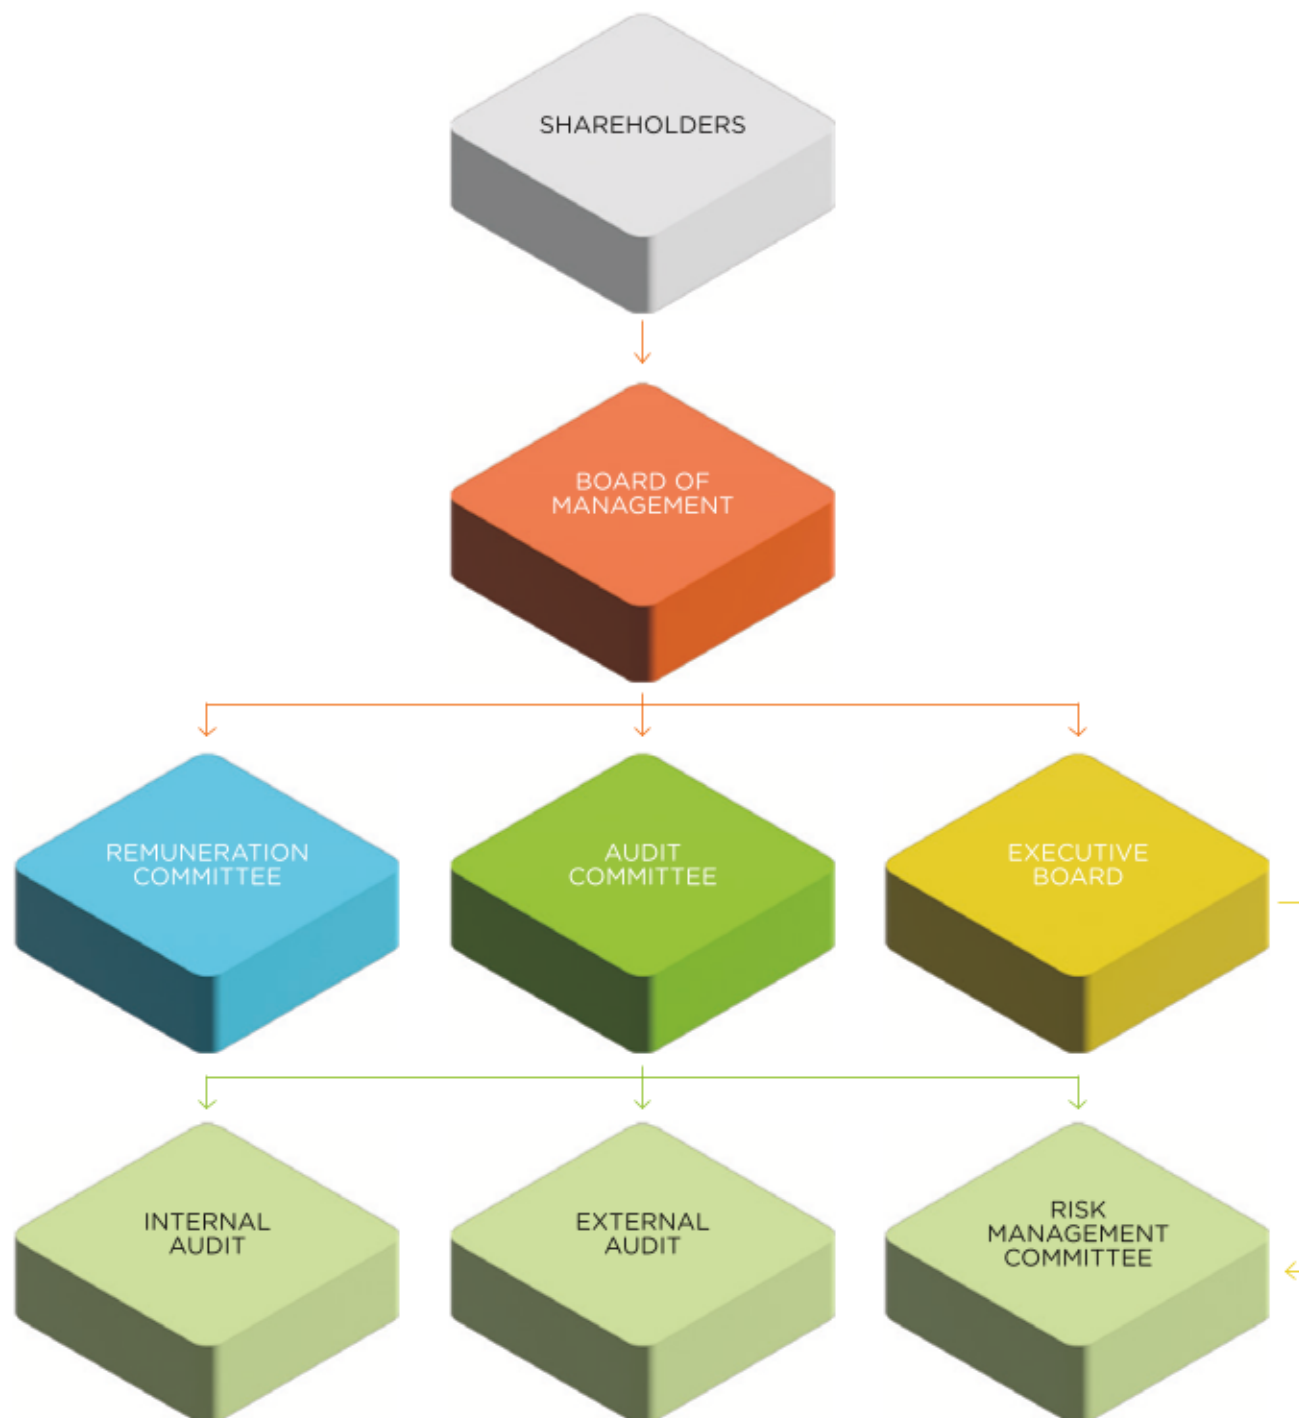 SHAREHOLDERS
BOARD OF
MANAGEMENT
REMUNERATION
COMMITTEE
AUDIT
COMMITTEE
EXECUTIVE
BOARD
INTERNAL
AUDIT
EXTERNAL
AUDIT
RISK
MANAGEMENT
COMMITTEE